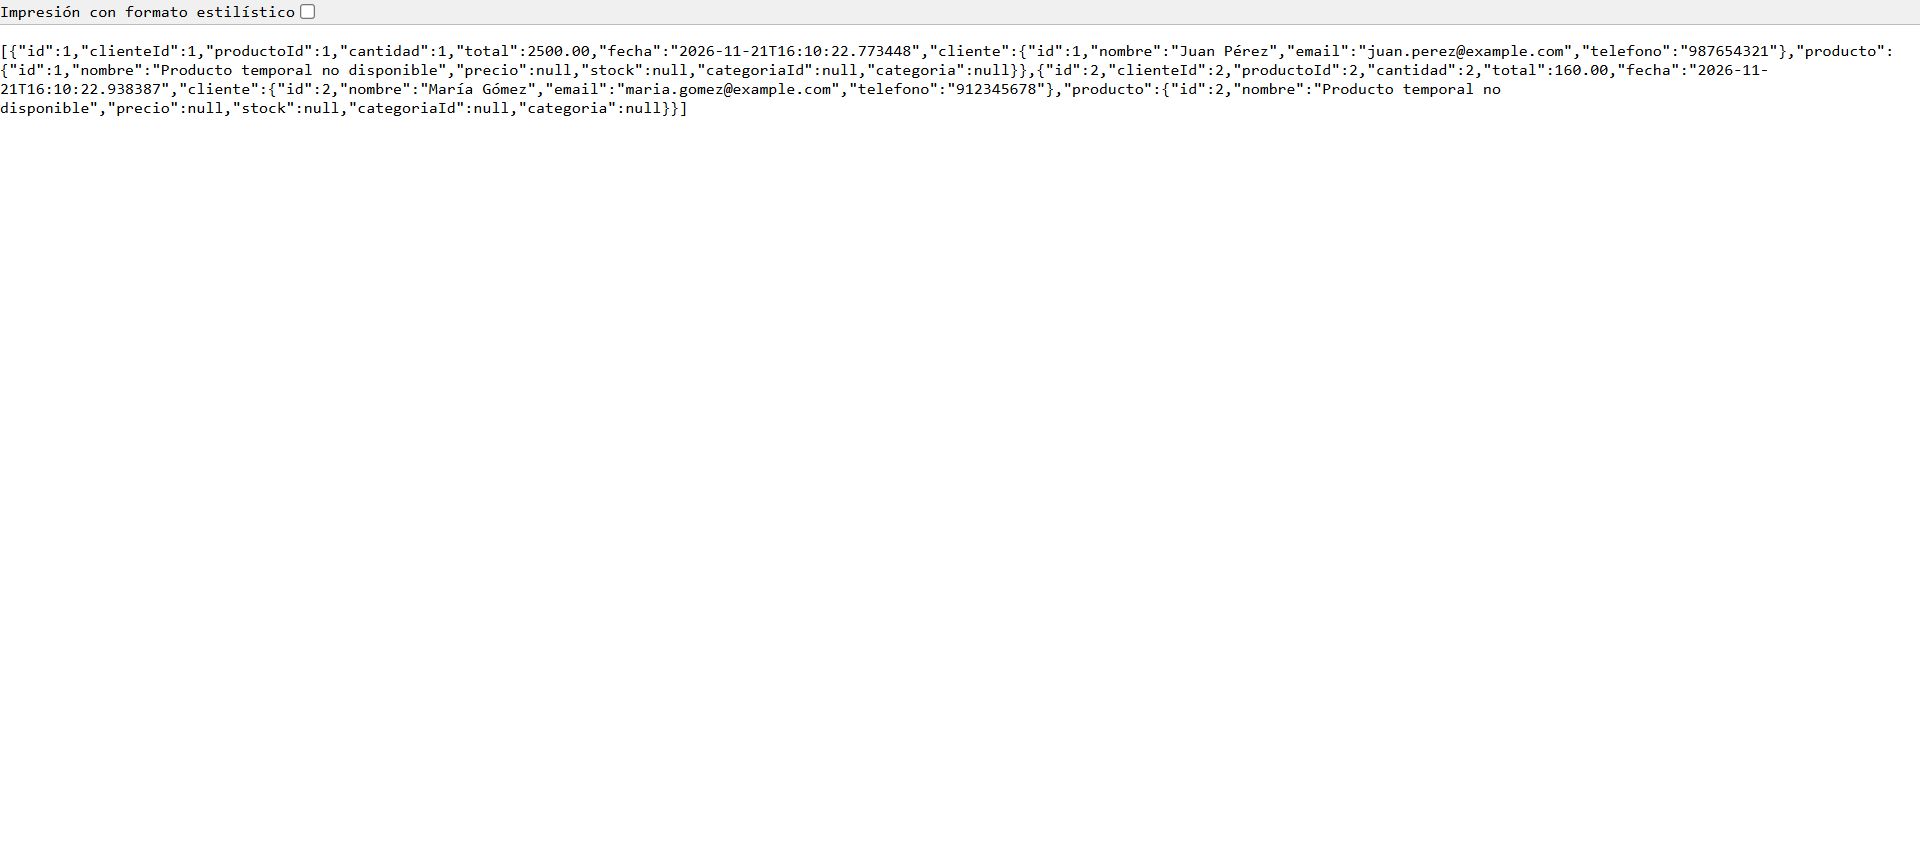 Impresión con formato estilístico
[{"id":1,"clienteId":1,"productoId":1,"cantidad":1,"total":2500.00,"fecha":"2026-11-21T16:10:22.773448","cliente":{"id":1,"nombre":"Juan Pérez","email":"juan.perez@example.com","telefono":"987654321"},"producto":
{"id":1,"nombre":"Producto temporal no disponible","precio":null,"stock":null,"categoriaId":null,"categoria":null}},{"id":2,"clienteId":2,"productoId":2,"cantidad":2,"total":160.00,"fecha":"2026-11-
21T16:10:22.938387","cliente":{"id":2,"nombre":"María Gómez","email":"maria.gomez@example.com","telefono":"912345678"},"producto":{"id":2,"nombre":"Producto temporal no
disponible","precio":null,"stock":null,"categoriaId":null,"categoria":null}}]